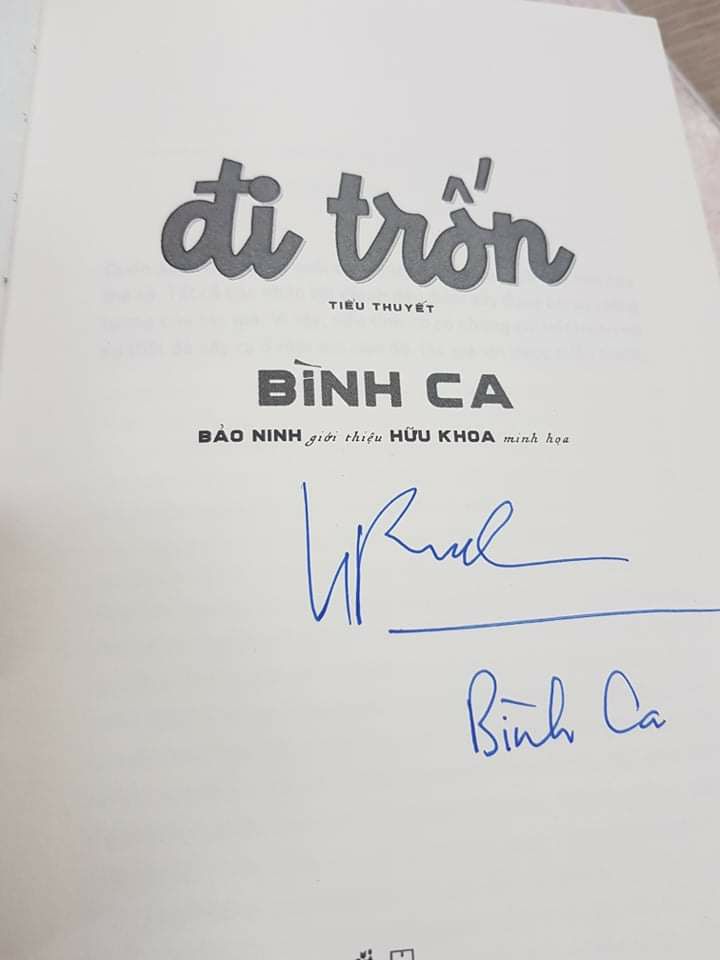 đi trốn
TIỂU THUYẾT
BÌNH CA
BẢO NINH giới thiệu HỮU KHOA minh họa
Bình Ca